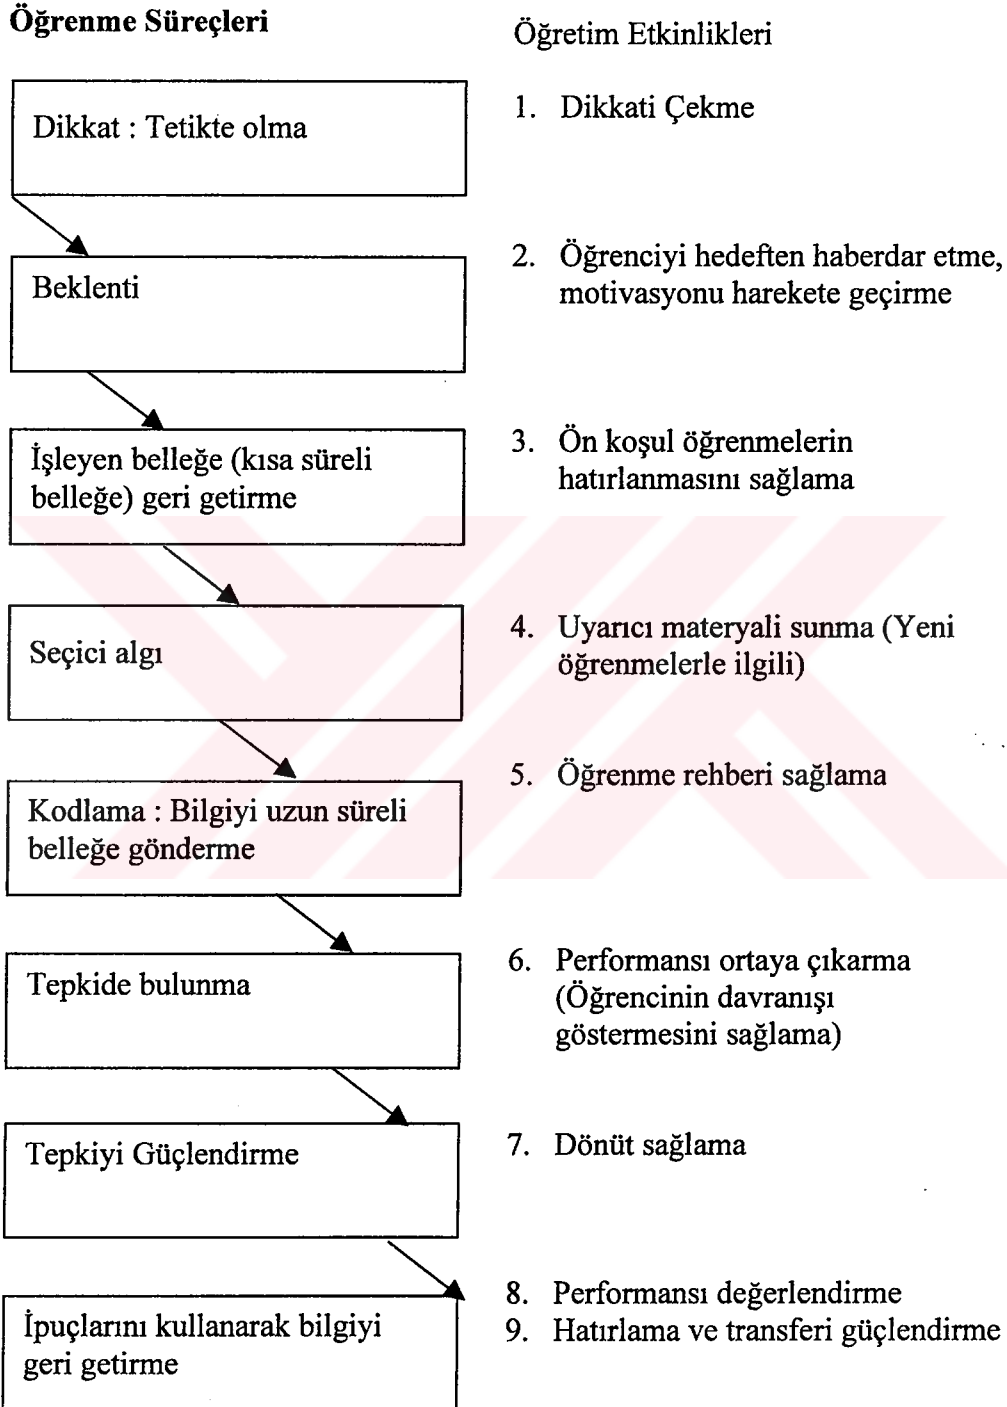 Öğrenme Süreçleri
Öğretim Etkinlikleri
Dikkat : Tetikte olma
1. Dikkati Çekme
Beklenti
2. Öğrenciyi hedeften haberdar etme,
motivasyonu harekete geçirme
İşleyen belleğe (kısa süreli
belleğe) geri getirme
3. Ön koşul öğrenmelerin
hatırlanmasını sağlama
Seçici algı
4. Uyarıcı materyali sunma (Yeni
öğrenmelerle ilgili)
Kodlama : Bilgiyi uzun süreli
belleğe gönderme
5. Öğrenme rehberi sağlama
Tepkide bulunma
6. Performansı ortaya çıkarma
(Öğrencinin davranışı
göstermesini sağlama)
Tepkiyi Güçlendirme
7. Dönüt sağlama
İpuçlarını kullanarak bilgiyi
geri getirme
8. Performansı değerlendirme
9. Hatırlama ve transferi güçlendirme